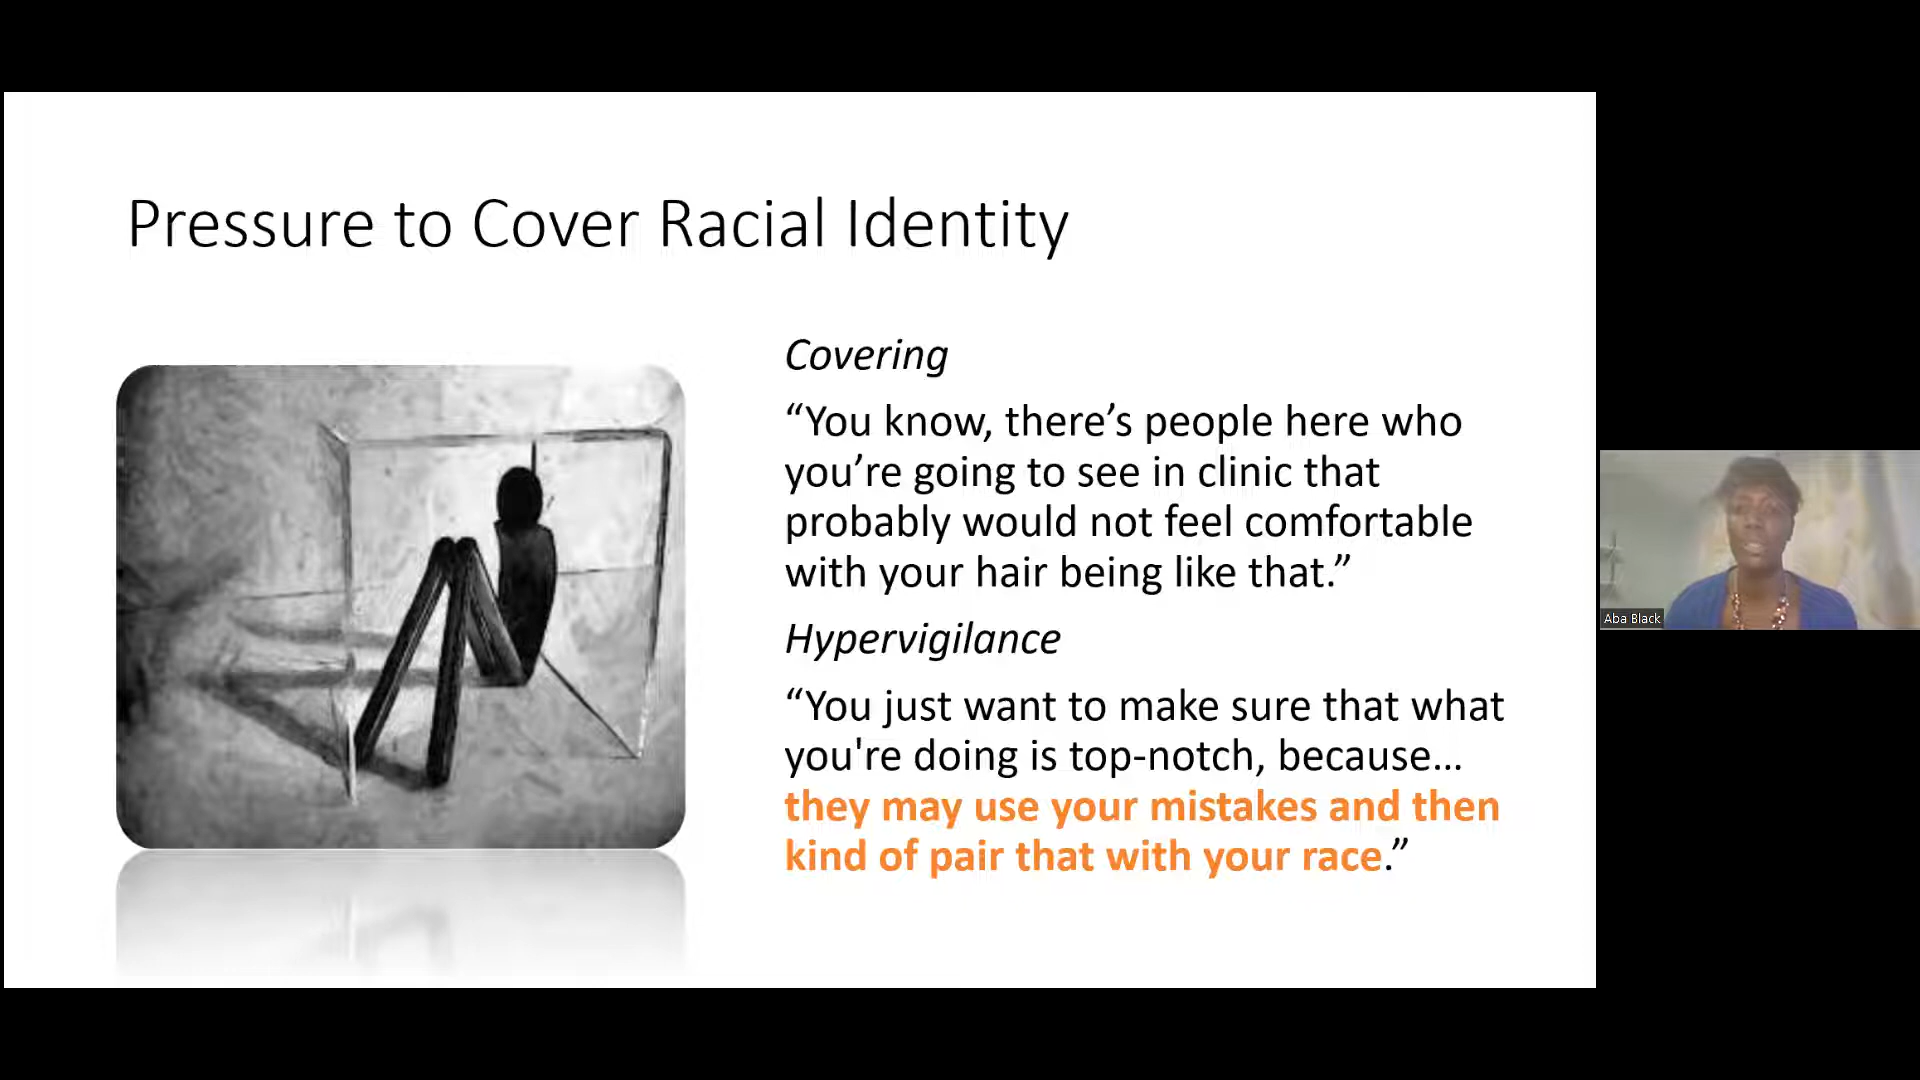 Pressure to Cover Racial Identity
Covering
“You know, there’s people here who
you’re going to see in clinic that
probably would not feel comfortable
with your hair being like that.”
Hypervigilance
“You just want to make sure that what
you're doing is top-notch, because…
they may use your mistakes and then
kind of pair that with your race.”
Aba Black